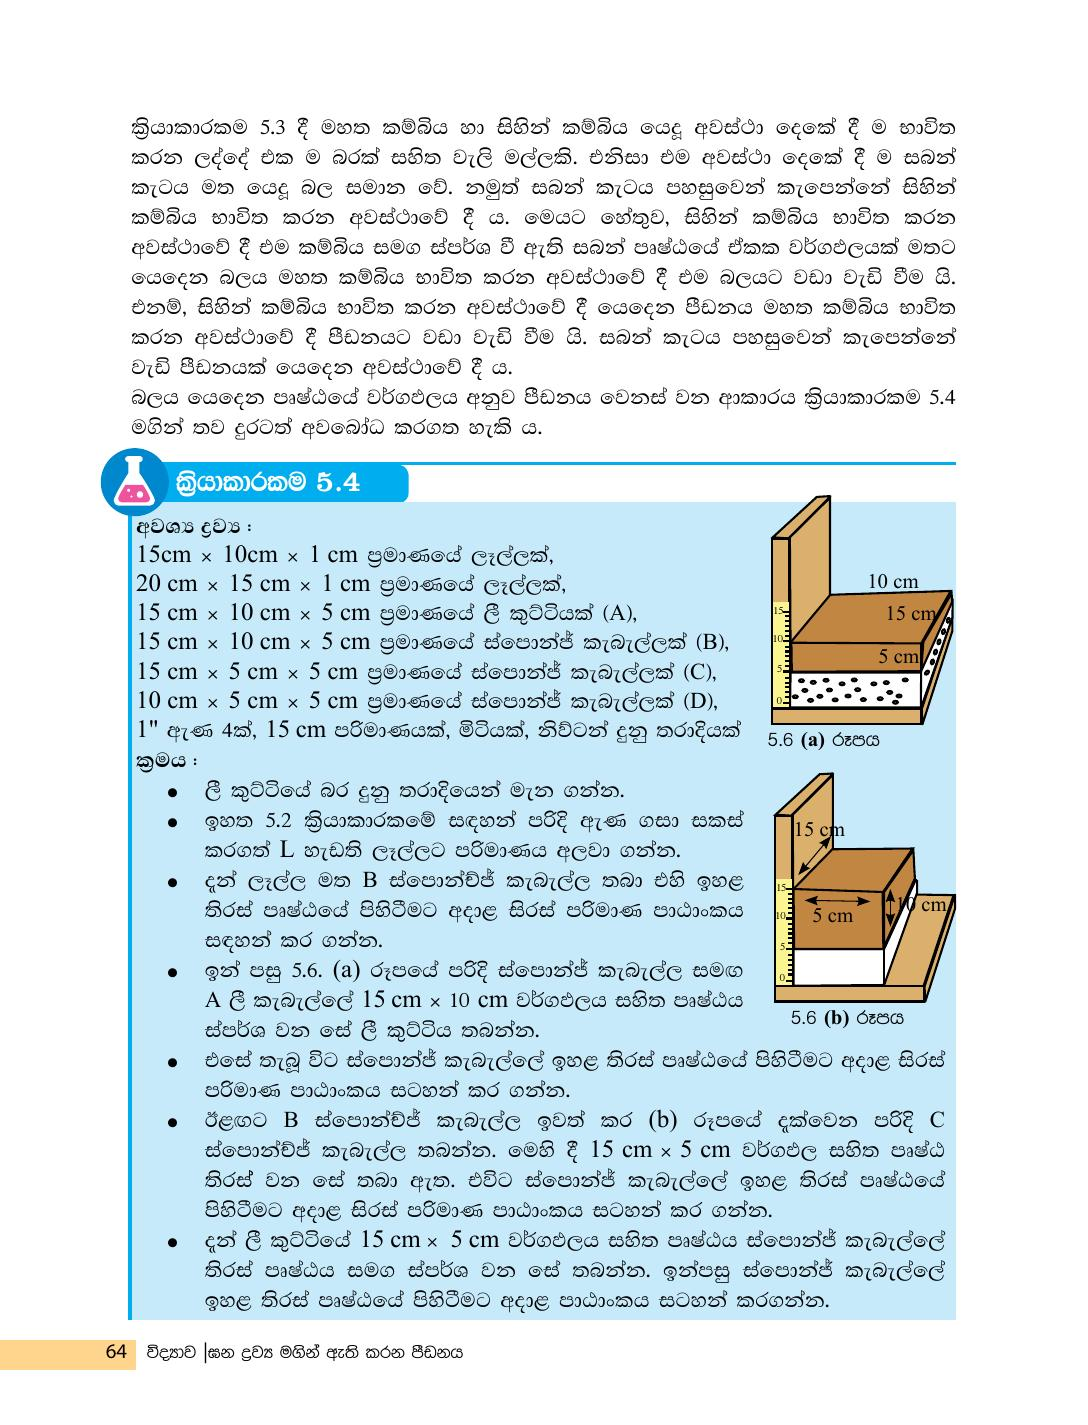 ක්‍රියාකාරකම 5.3 දී මහත කම්බිය හා සිහින් කම්බිය යෙදූ අවස්ථා දෙකේ දී ම භාවිත
කරන ලද්දේ එක ම බරක් සහිත වැලි මල්ලකි. එනිසා එම අවස්ථා දෙකේ දී ම සබන්
කැටය මත යෙදූ බල සමාන වේ. නමුත් සබන් කැටය පහසුවෙන් කැපෙන්නේ සිහින්
කම්බිය භාවිත කරන අවස්ථාවේ දී ය. මෙයට හේතුව, සිහින් කම්බිය භාවිත කරන
අවස්ථාවේ දී එම කම්බිය සමග ස්පර්ශ වී ඇති සබන් පෘෂ්ඨයේ ඒකක වර්ගඵලයක් මතට
යෙදෙන බලය මහත කම්බිය භාවිත කරන අවස්ථාවේ දී එම බලයට වඩා වැඩි වීම යි.
එනම්, සිහින් කම්බිය භාවිත කරන අවස්ථාවේ දී යෙදෙන පීඩනය මහත කම්බිය භාවිත
කරන අවස්ථාවේ දී පීඩනයට වඩා වැඩි වීම යි. සබන් කැටය පහසුවෙන් කැපෙන්නේ
වැඩි පීඩනයක් යෙදෙන අවස්ථාවේ දී ය.
බලය යෙදෙන පෘෂ්ඨයේ වර්ගඵලය අනුව පීඩනය වෙනස් වන ආකාරය ක්‍රියාකාරකම 5.4
මගින් තව දුරටත් අවබෝධ කරගත හැකි ය.
ක්‍රියාකාරකම 5.4
අවශ්‍ය ද්‍රව්‍ය :
15cm × 10cm × 1 cm ප්‍රමාණයේ ලෑල්ලක්,
20 cm × 15 cm × 1 cm ප්‍රමාණයේ ලෑල්ලක්,
15 cm × 10 cm × 5 cm ප්‍රමාණයේ ලී කුට්ටියක් (A),
15 cm × 10 cm × 5 cm ප්‍රමාණයේ ස්පොන්ජ් කැබැල්ලක් (B),
15 cm × 5 cm × 5 cm ප්‍රමාණයේ ස්පොන්ජ් කැබැල්ලක් (C),
10 cm × 5 cm × 5 cm ප්‍රමාණයේ ස්පොන්ජ් කැබැල්ලක් (D),
1" ඇණ 4ක්, 15 cm පරිමාණයක්, මිටියක්, නිව්ටන් දුනු තරාදියක්
10 cm
15 cm
5 cm
15
10
5
0
5.6 (a) රූපය
ක්‍රමය :
● ලී කුට්ටියේ බර දුනු තරාදියෙන් මැන ගන්න.
● ඉහත 5.2 ක්‍රියාකාරකමේ සඳහන් පරිදි ඇණ ගසා සකස්
කරගත් L හැඩති ලෑල්ලට පරිමාණය අලවා ගන්න.
● දැන් ලෑල්ල මත B ස්පොන්ච්ජ් කැබැල්ල තබා එහි ඉහළ
තිරස් පෘෂ්ඨයේ පිහිටීමට අදාළ සිරස් පරිමාණ පාඨාංකය
සඳහන් කර ගන්න.
● ඉන් පසු 5.6. (a) රූපයේ පරිදි ස්පොන්ජ් කැබැල්ල සමඟ
A ලී කැබැල්ලේ 15 cm × 10 cm වර්ගඵලය සහිත පෘෂ්ඨය
ස්පර්ශ වන සේ ලී කුට්ටිය තබන්න.
15 cm
5 cm
10 cm
15
10
5
0
5.6 (b) රූපය
● එසේ තැබූ විට ස්පොන්ජ් කැබැල්ලේ ඉහළ තිරස් පෘෂ්ඨයේ පිහිටීමට අදාළ සිරස්
පරිමාණ පාඨාංකය සටහන් කර ගන්න.
● ඊළඟට B ස්පොන්ච්ජ් කැබැල්ල ඉවත් කර (b) රූපයේ දැක්වෙන පරිදි C
ස්පොන්ච්ජ් කැබැල්ල තබන්න. මෙහි දී 15 cm × 5 cm වර්ගඵල සහිත පෘෂ්ඨ
තිරස් වන සේ තබා ඇත. එවිට ස්පොන්ජ් කැබැල්ලේ ඉහළ තිරස් පෘෂ්ඨයේ
පිහිටීමට අදාළ සිරස් පරිමාණ පාඨාංකය සටහන් කර ගන්න.
● දැන් ලී කුට්ටියේ 15 cm × 5 cm වර්ගඵලය සහිත පෘෂ්ඨය ස්පොන්ජ් කැබැල්ලේ
තිරස් පෘෂ්ඨය සමග ස්පර්ශ වන සේ තබන්න. ඉන්පසු ස්පොන්ජ් කැබැල්ලේ
ඉහළ තිරස් පෘෂ්ඨයේ පිහිටීමට අදාළ පාඨාංකය සටහන් කරගන්න.
64 විද්‍යාව |ඝන ද්‍රව්‍ය මගින් ඇති කරන පීඩනය